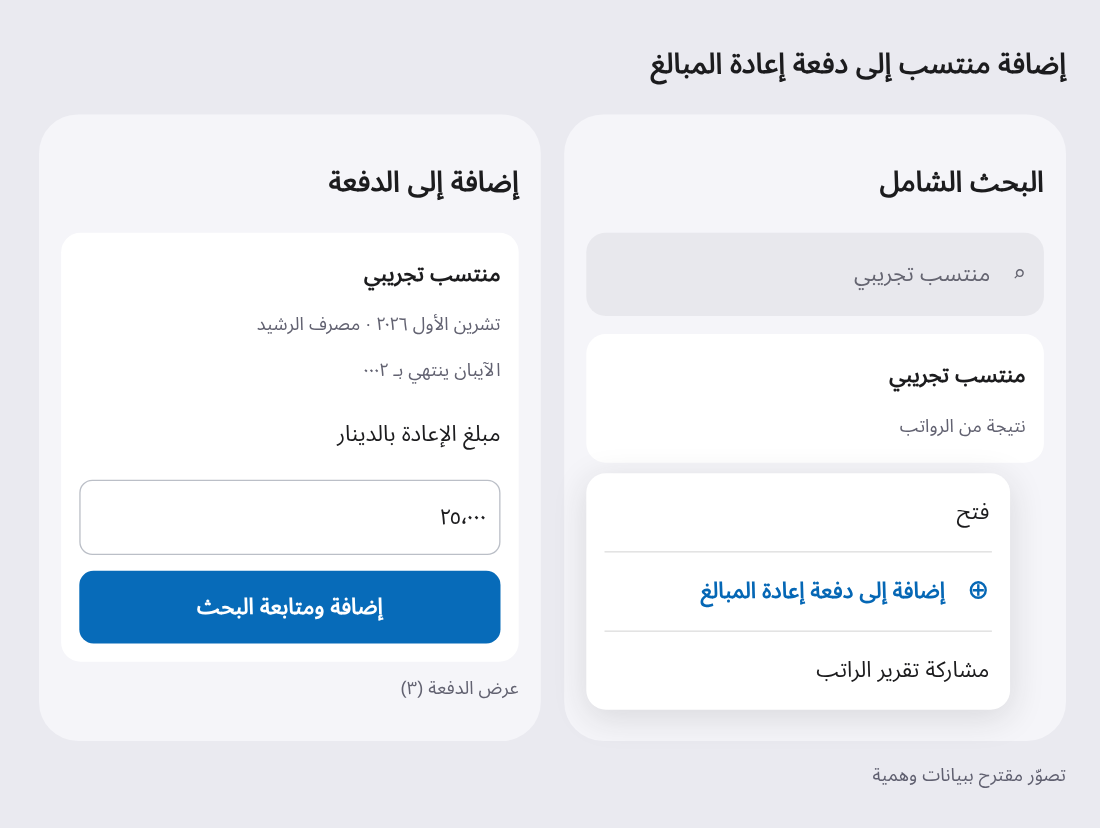 إضافة منتسب إلى دفعة إعادة المبالغ
البحث الشامل
منتسب تجريبي
منتسب تجريبي
نتيجة من الرواتب
فتح
إضافة إلى دفعة إعادة المبالغ
مشاركة تقرير الراتب
إضافة إلى الدفعة
منتسب تجريبي
تشرين الأول ٢٠٢٦ · مصرف الرشيد
الآيبان ينتهي بـ ٠٠٠٢
مبلغ الإعادة بالدينار
٢٥،٠٠٠
إضافة ومتابعة البحث
عرض الدفعة (٣)
تصوّر مقترح ببيانات وهمية